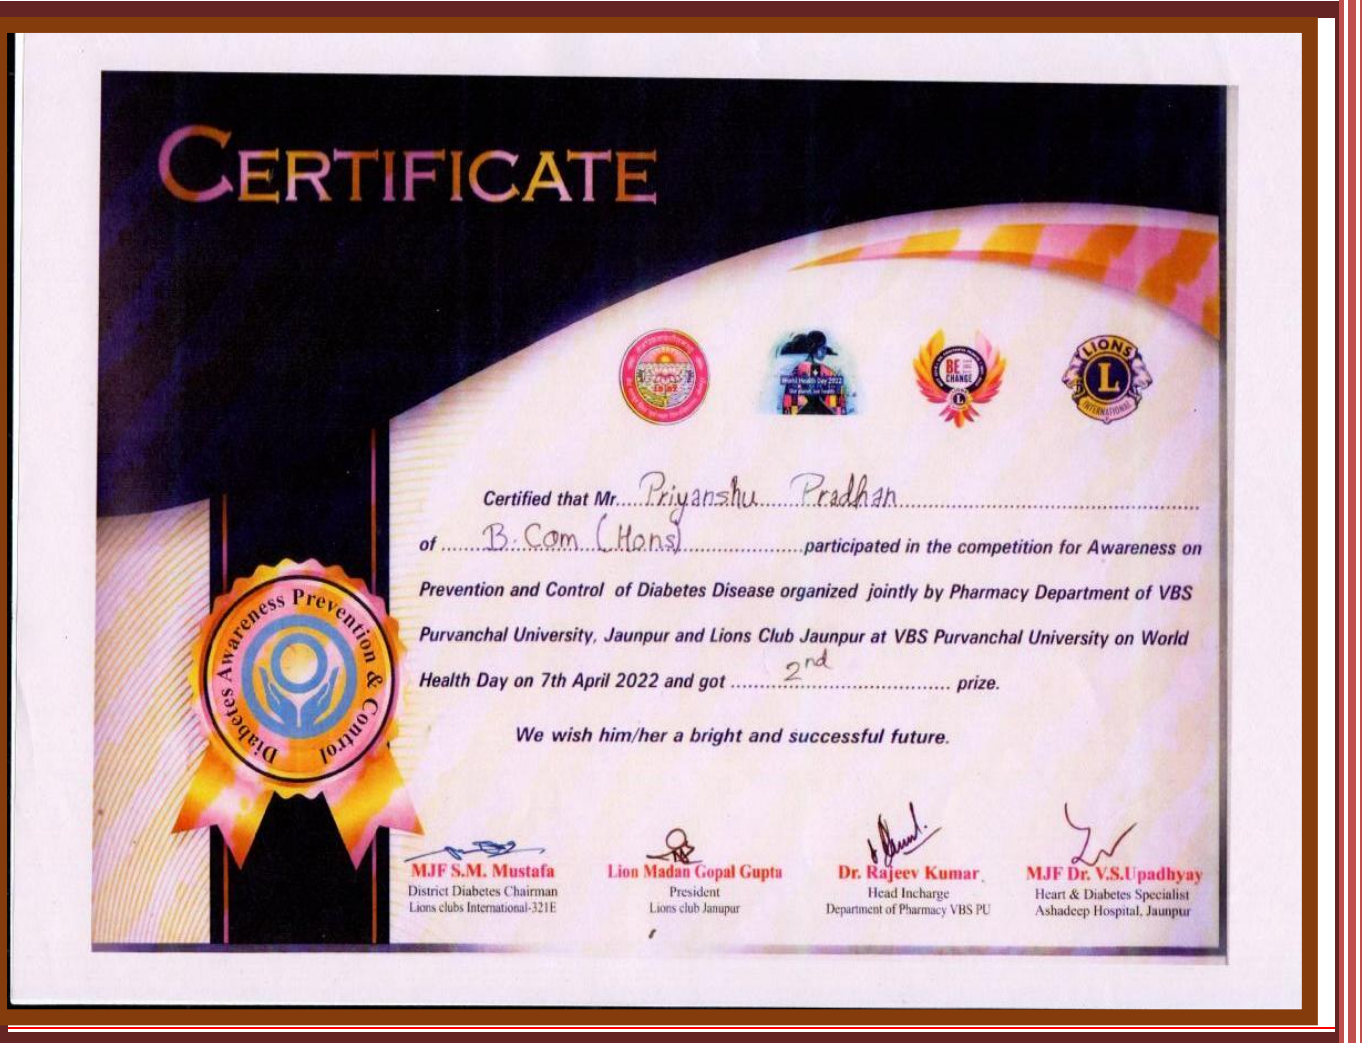 CERTIFICATE
World Health Day 2022
BE
CHANGE
L
LIONS
L
INTERNATIONAL
Certified that Mr. Priyanshu Pradhan
of B.Com (Hons) participated in the competition for Awareness on
Prevention and Control of Diabetes Disease organized jointly by Pharmacy Department of VBS
Purvanchal University, Jaunpur and Lions Club Jaunpur at VBS Purvanchal University on World
Health Day on 7th April 2022 and got 2nd prize.
We wish him/her a bright and successful future.
Diabetes Awareness Prevention & Control
MJF S.M. Mustafa
District Diabetes Chairman
Lions clubs International-321E
Lion Madan Gopal Gupta
President
Lions club Janupur
Dr. Rajeev Kumar
Head Incharge
Department of Pharmacy VBS PU
MJF Dr. V.S.Upadhyay
Heart & Diabetes Specialist
Ashadeep Hospital, Jaunpur